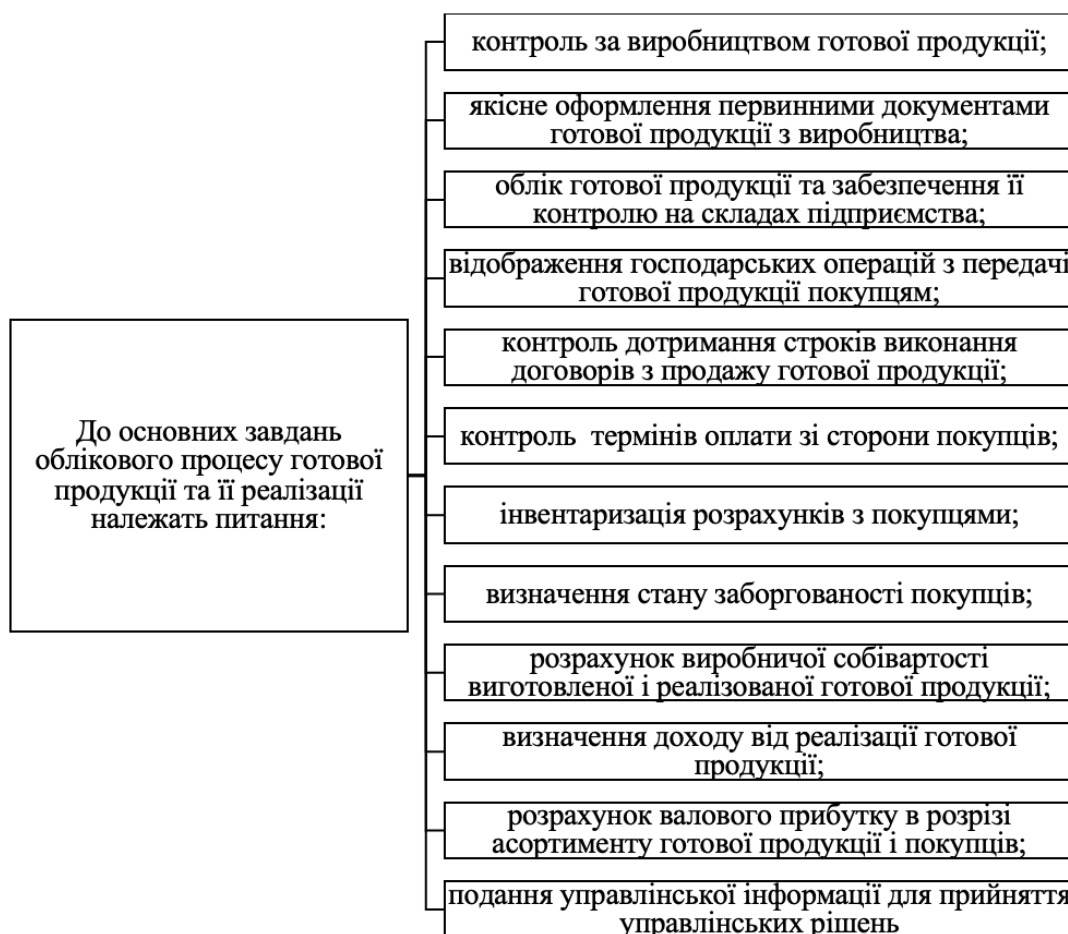 До основних завдань
облікового процесу готової
продукції та її реалізації
належать питання:
контроль за виробництвом готової продукції;
якісне оформлення первинними документами
готової продукції з виробництва;
облік готової продукції та забезпечення її
контролю на складах підприємства;
відображення господарських операцій з передачі
готової продукції покупцям;
контроль дотримання строків виконання
договорів з продажу готової продукції;
контроль  термінів оплати зі сторони покупців;
інвентаризація розрахунків з покупцями;
визначення стану заборгованості покупців;
розрахунок виробничої собівартості
виготовленої і реалізованої готової продукції;
визначення доходу від реалізації готової
продукції;
розрахунок валового прибутку в розрізі
асортименту готової продукції і покупців;
подання управлінської інформації для прийняття
управлінських рішень